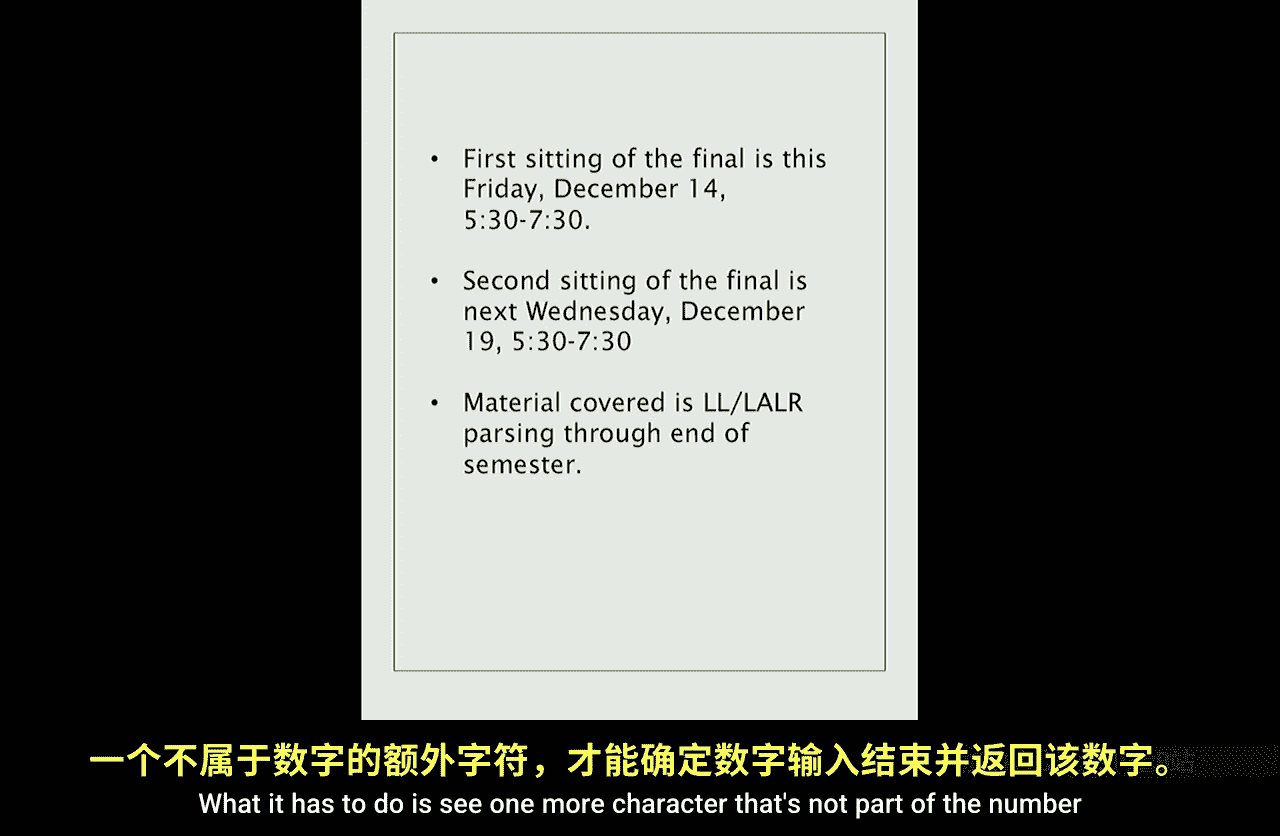 • First sitting of the final is this
Friday, December 14,
5:30-7:30.
• Second sitting of the final is
next Wednesday, December
19, 5:30-7:30
• Material covered is LL/LALR
parsing through end of
semester.
一个不属于数字的额外字符，才能确定数字输入结束并返回该数字。
What it has to do is see one more character that's not part of the number